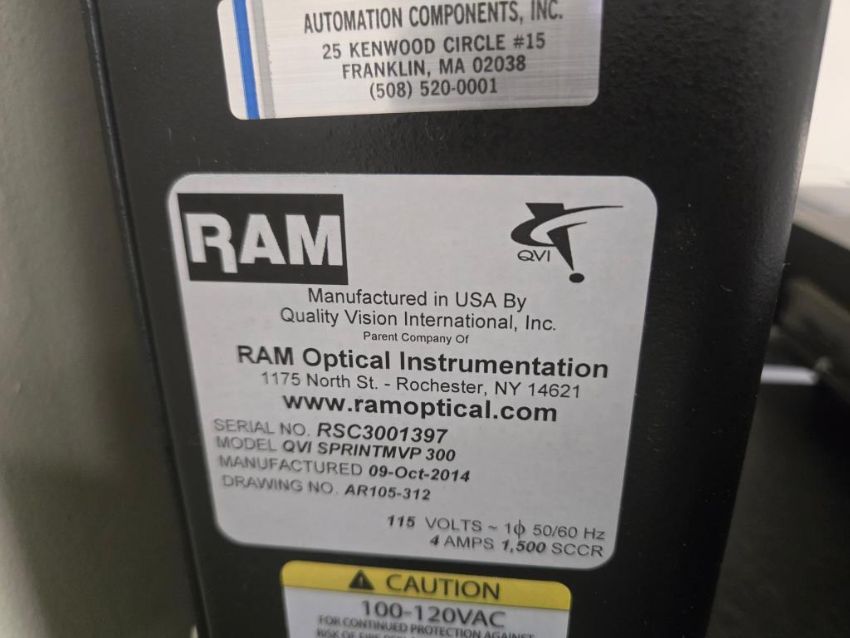 AUTOMATION COMPONENTS, INC.
25 KENWOOD CIRCLE #15
FRANKLIN, MA 02038
(508) 520-0001
RAM
QVI
Manufactured in USA By
Quality Vision International, Inc.
Parent Company Of
RAM Optical Instrumentation
1175 North St. - Rochester, NY 14621
www.ramoptical.com
SERIAL NO. RSC3001397
MODEL QVI SPRINTMVP 300
MANUFACTURED 09-Oct-2014
DRAWING NO. AR105-312
115 VOLTS ~ 1ϕ 50/60 Hz
4 AMPS 1,500 SCCR
CAUTION
100-120VAC
FOR CONTINUED PROTECTION AGAINST
RISK OF FIRE